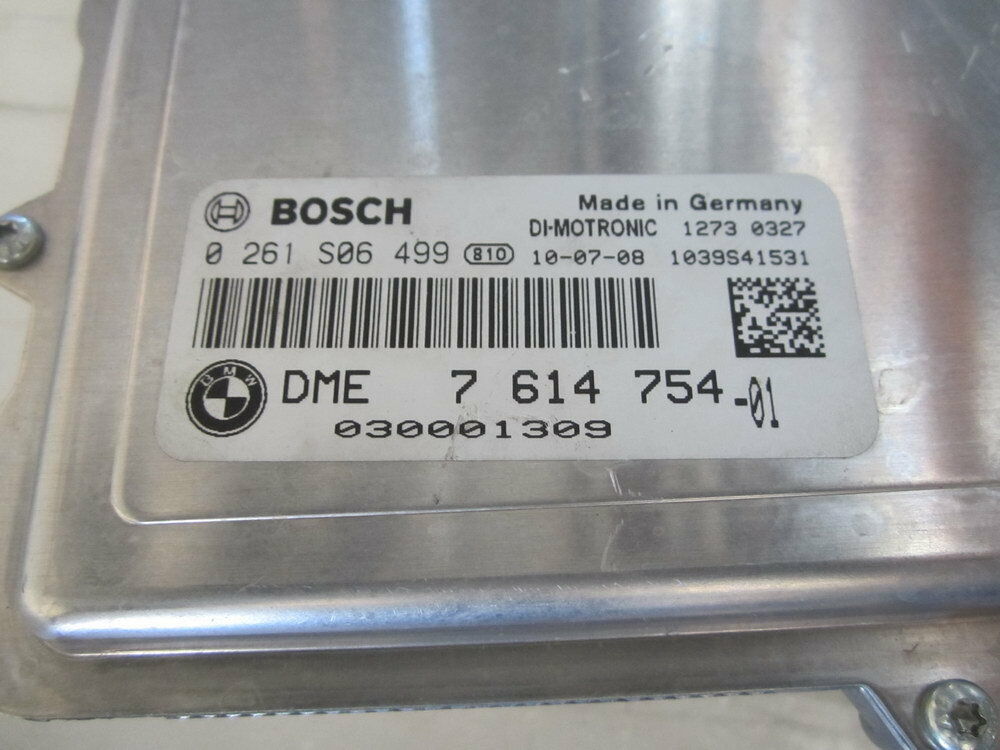 BOSCH Made in Germany
DI-MOTRONIC 1273 0327
0 261 S06 499 810 10-07-08 1039S41531
BMW DME 7 614 754-01
030001309